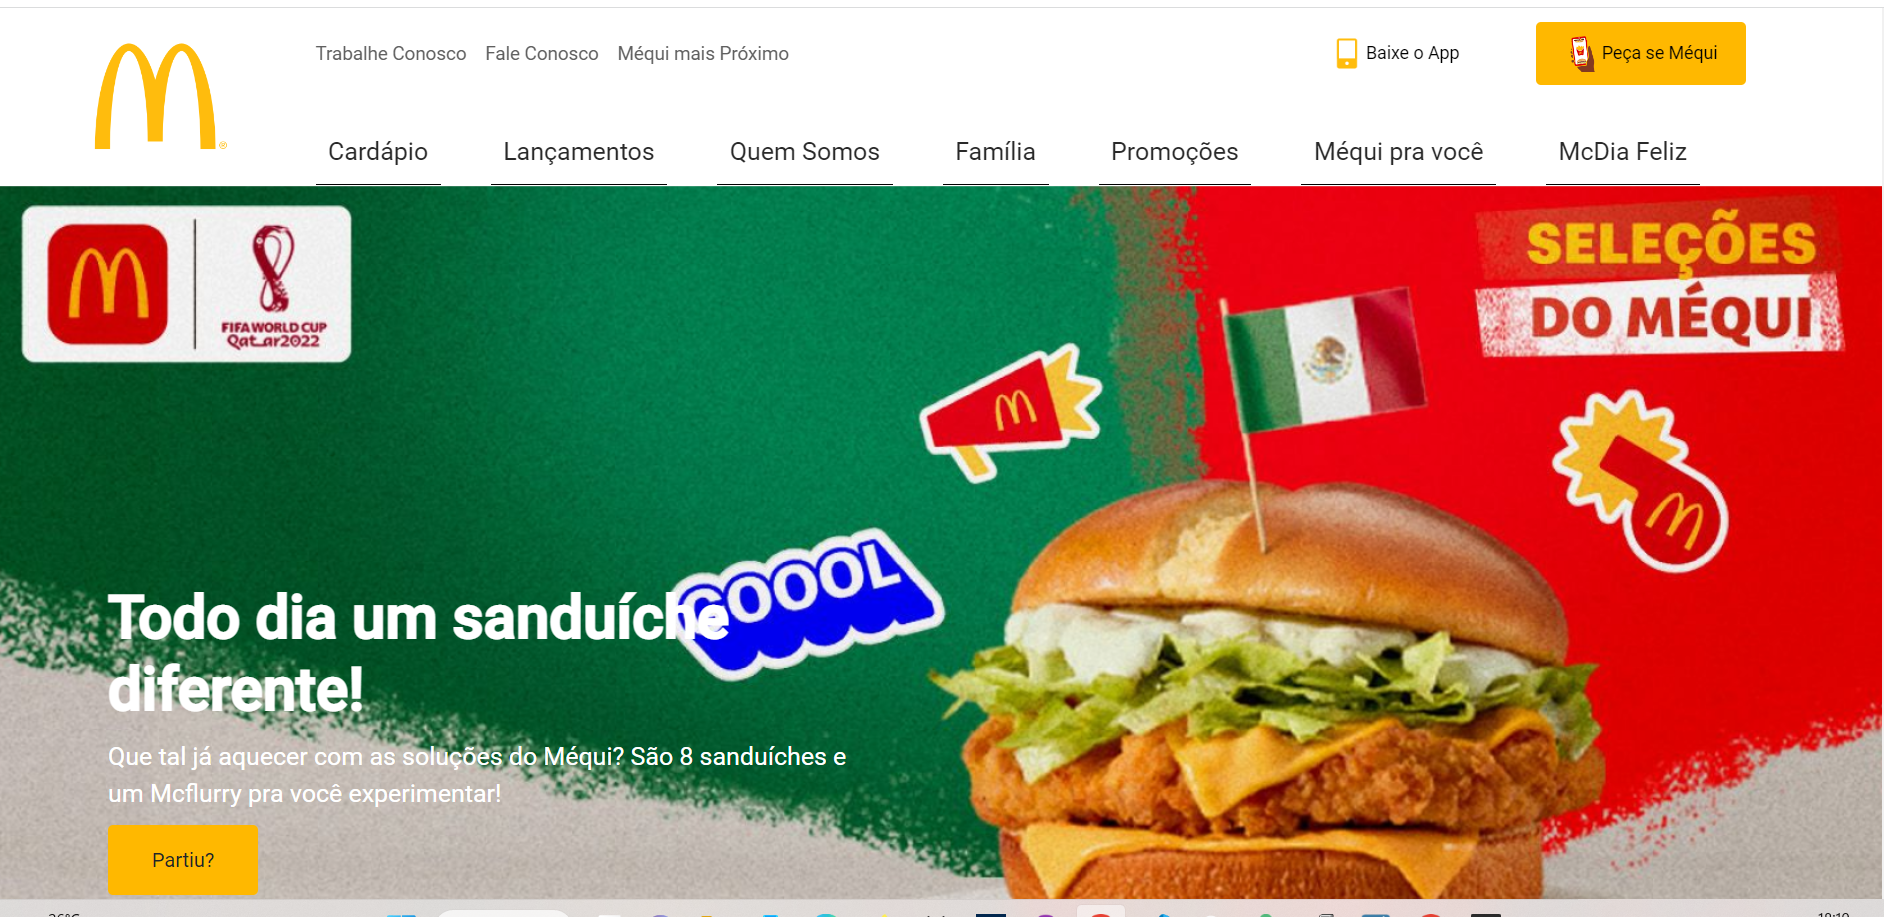 Trabalhe Conosco Fale Conosco Méqui mais Próximo
Baixe o App
Peça se Méqui
Cardápio Lançamentos Quem Somos Família Promoções Méqui pra você McDia Feliz
FIFA WORLD CUP
Qatar2022
SELEÇÕES
DO MÉQUI
GOOOL
Todo dia um sanduíche
diferente!
Que tal já aquecer com as soluções do Méqui? São 8 sanduíches e
um Mcflurry pra você experimentar!
Partiu?